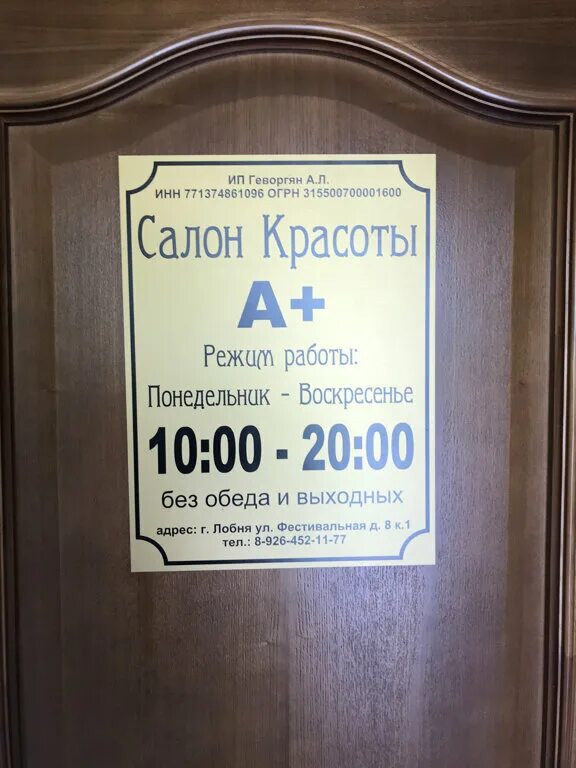 ИП Геворгян А.Л.
ИНН 771374861096 ОГРН 315500700001600
Салон Красоты
А+
Режим работы:
Понедельник - Воскресенье
10:00 - 20:00
без обеда и выходных
адрес: г. Лобня ул. Фестивальная д. 8 к.1
тел.: 8-926-452-11-77